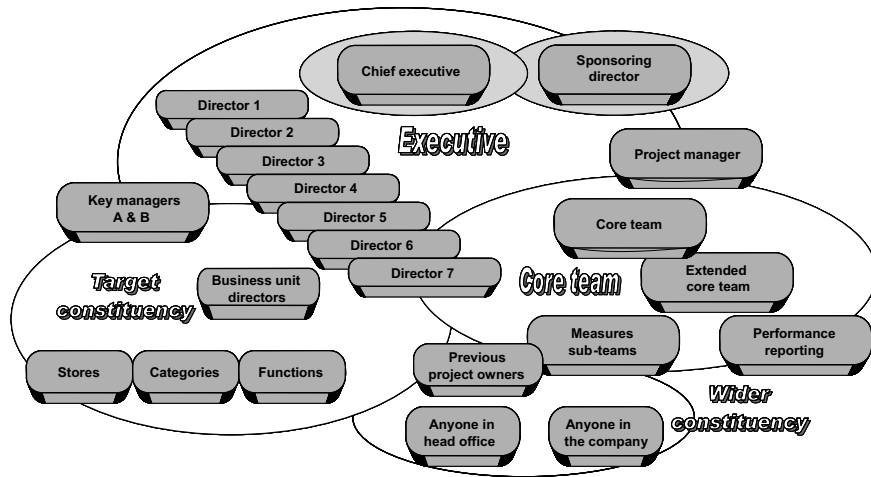 Chief executive
Sponsoring
director
Director 1
Director 2
Executive
Director 3
Project manager
Director 4
Key managers
A & B
Director 5
Core team
Director 6
Director 7
Target
constituency
Business unit
directors
Core team
Extended
core team
Measures
sub-teams
Performance
reporting
Previous
project owners
Stores
Categories
Functions
Wider
constituency
Anyone in
head office
Anyone in
the company